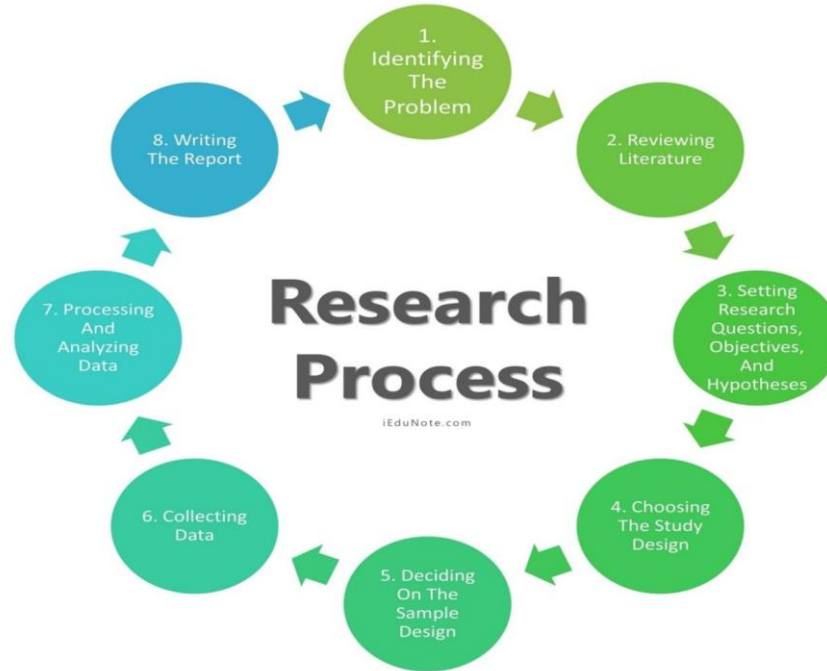 1.
Identifying
The
Problem
2. Reviewing
Literature
3. Setting
Research
Questions,
Objectives,
And
Hypotheses
4. Choosing
The Study
Design
5. Deciding
On The
Sample
Design
6. Collecting
Data
7. Processing
And
Analyzing
Data
8. Writing
The Report
Research
Process
iEduNote.com